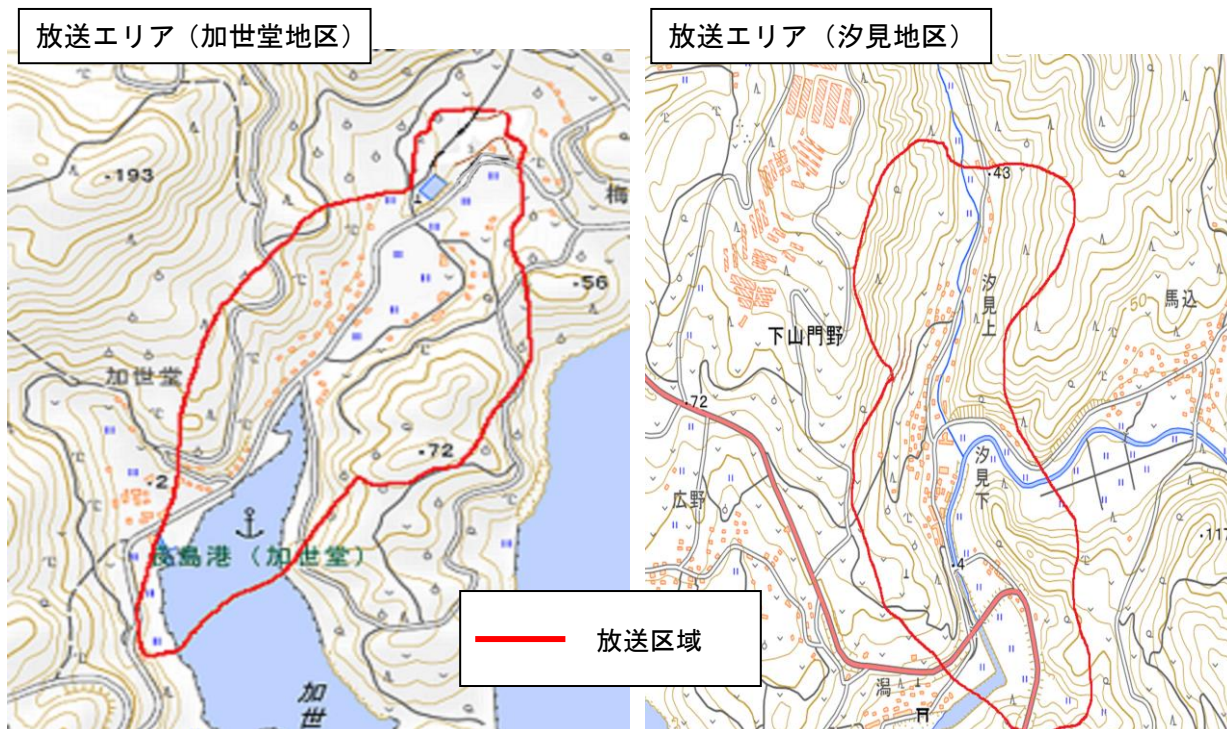 放送エリア（加世堂地区）
・193
梅
・56
加世堂
・72
・2
長島港（加世堂）
加世
放送エリア（汐見地区）
・43
汐見上
馬込
50
下山門野
・72
汐見下
広野
・4
・117
潟
放送区域